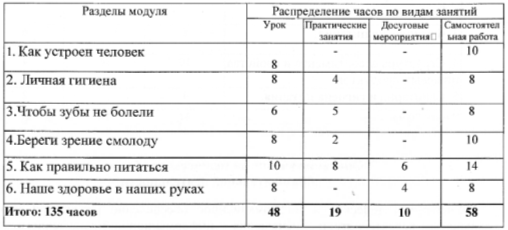 Разделы модуля Распределение часов по видам занятий
Урок Практические занятия Досуговые мероприятия Самостоятельная работа
1. Как устроен человек 8 - - 10
2. Личная гигиена 8 4 - 8
3.Чтобы зубы не болели 6 5 - 8
4.Береги зрение смолоду 8 2 - 10
5. Как правильно питаться 10 8 6 14
6. Наше здоровье в наших руках 8 - 4 8
Итого: 135 часов 48 19 10 58